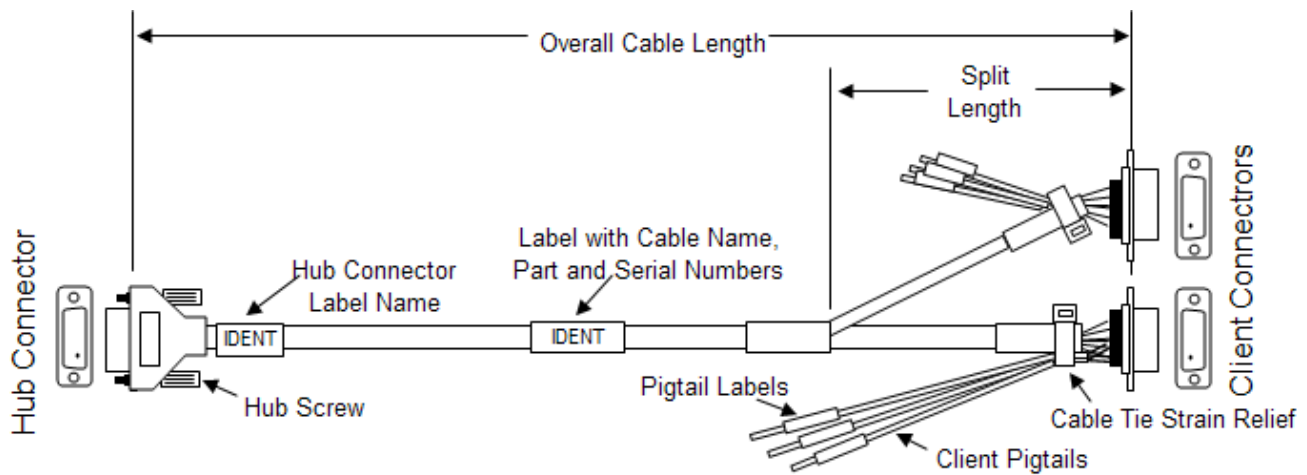 Overall Cable Length
Split
Length
Label with Cable Name,
Part and Serial Numbers
Hub Connector
Label Name
IDENT
IDENT
Hub Connector
Client Connectrors
Hub Screw
Pigtail Labels
Cable Tie Strain Relief
Client Pigtails